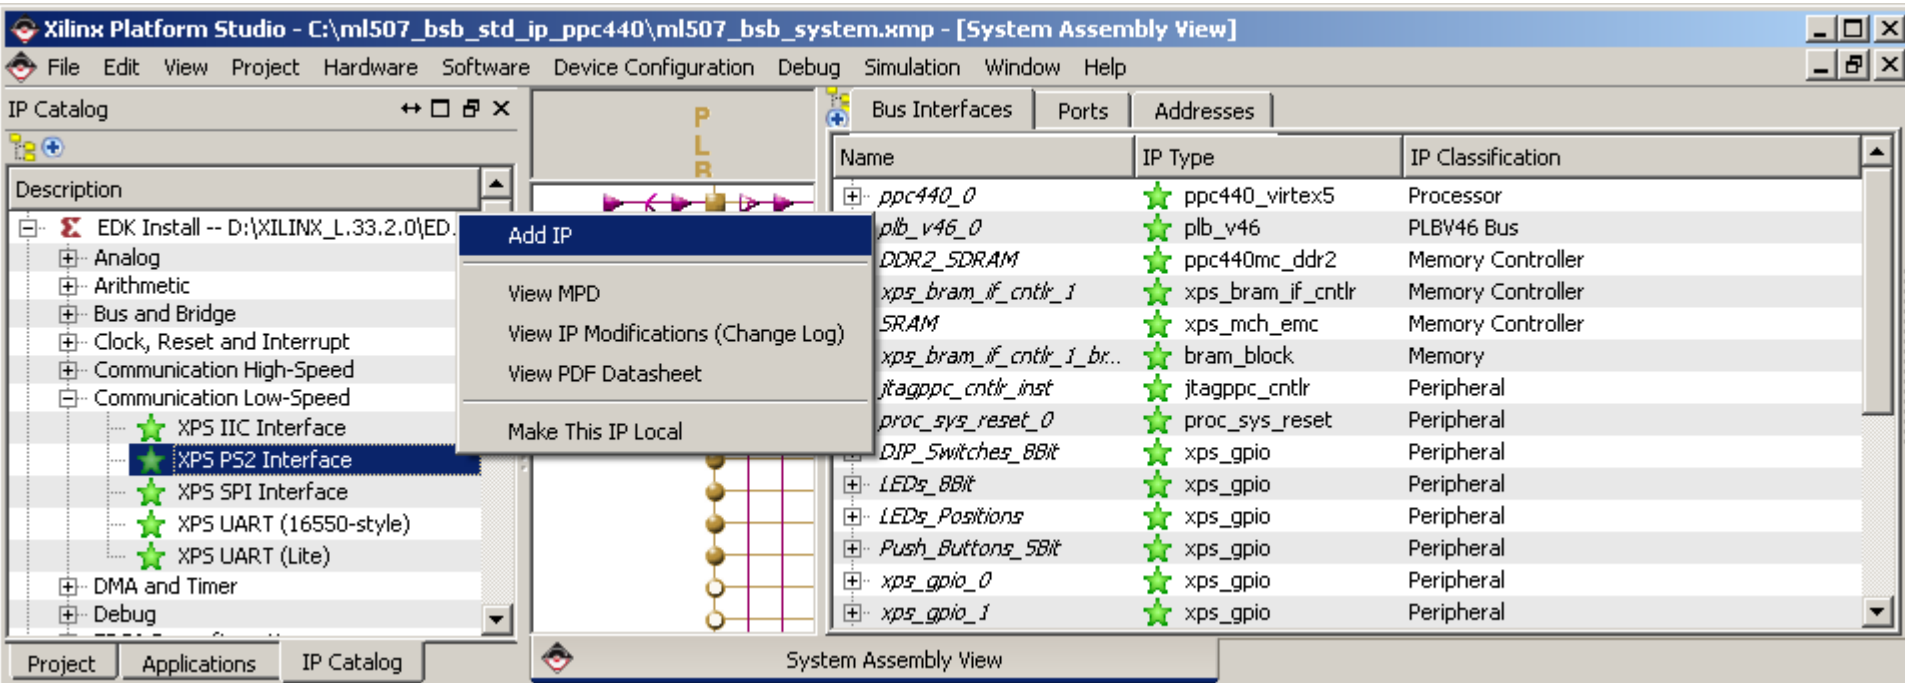 Xilinx Platform Studio - C:\ml507_bsb_std_ip_ppc440\ml507_bsb_system.xmp - [System Assembly View]
File Edit View Project Hardware Software Device Configuration Debug Simulation Window Help
IP Catalog
Description
EDK Install -- D:\XILINX_L.33.2.0\ED.
Analog
Arithmetic
Bus and Bridge
Clock, Reset and Interrupt
Communication High-Speed
Communication Low-Speed
XPS IIC Interface
XPS PS2 Interface
XPS SPI Interface
XPS UART (16550-style)
XPS UART (Lite)
DMA and Timer
Debug
Project Applications IP Catalog
Add IP
View MPD
View IP Modifications (Change Log)
View PDF Datasheet
Make This IP Local
P
L
B
Bus Interfaces Ports Addresses
Name IP Type IP Classification
ppc440_0 ppc440_virtex5 Processor
plb_v46_0 plb_v46 PLBV46 Bus
DDR2_SDRAM ppc440mc_ddr2 Memory Controller
xps_bram_if_cntlr_1 xps_bram_if_cntlr Memory Controller
SRAM xps_mch_emc Memory Controller
xps_bram_if_cntlr_1_br... bram_block Memory
jtagppc_cntlr_inst jtagppc_cntlr Peripheral
proc_sys_reset_0 proc_sys_reset Peripheral
DIP_Switches_8Bit xps_gpio Peripheral
LEDs_8Bit xps_gpio Peripheral
LEDs_Positions xps_gpio Peripheral
Push_Buttons_5Bit xps_gpio Peripheral
xps_gpio_0 xps_gpio Peripheral
xps_gpio_1 xps_gpio Peripheral
System Assembly View